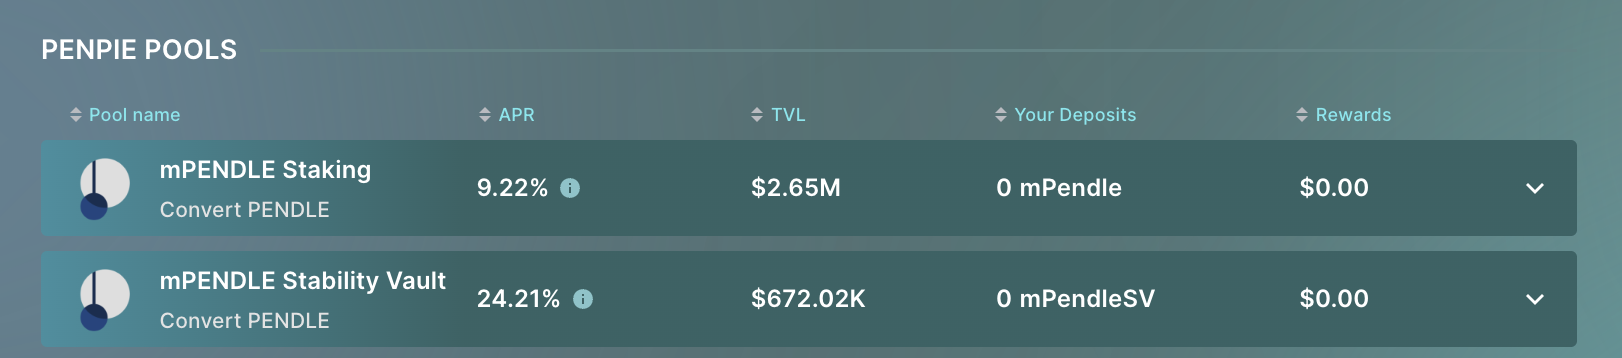 PENPIE POOLS
Pool name APR TVL Your Deposits Rewards
mPENDLE Staking
Convert PENDLE
9.22% $2.65M 0 mPendle $0.00
mPENDLE Stability Vault
Convert PENDLE
24.21% $672.02K 0 mPendleSV $0.00